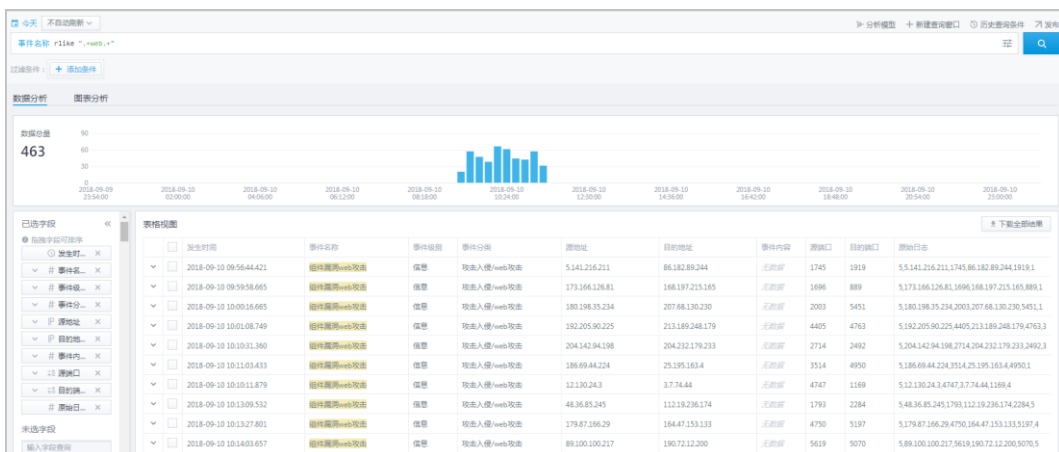 今天 不自动刷新
分析模型 新建查询窗口 历史查询条件 发布
事件名称 rlike ".+web.+"
过滤条件： + 添加条件
数据分析 图表分析
数据总量
463
90
60
30
0
2018-09-09 23:54:00 2018-09-10 02:00:00 2018-09-10 04:06:00 2018-09-10 06:12:00 2018-09-10 08:18:00 2018-09-10 10:24:00 2018-09-10 12:30:00 2018-09-10 14:36:00 2018-09-10 16:42:00 2018-09-10 18:48:00 2018-09-10 20:54:00 2018-09-10 23:00:00
已选字段 «
拖拽字段可排序
发生时... ×
# 事件名... ×
# 事件级... ×
# 事件分... ×
IP 源地址 ×
IP 目的地... ×
# 事件内... ×
源端口 ×
目的端... ×
# 原始日... ×
未选字段
输入字段查询
表格视图 下载全部结果
发生时间 事件名称 事件级别 事件分类 源地址 目的地址 事件内容 源端口 目的端口 原始日志
2018-09-10 09:56:44.421 组件漏洞web攻击 信息 攻击入侵/web攻击 5.141.216.211 86.182.89.244 无数据 1745 1919 5,5.141.216.211,1745,86.182.89.244,1919,1
2018-09-10 09:59:58.665 组件漏洞web攻击 信息 攻击入侵/web攻击 173.166.126.81 168.197.215.165 无数据 1696 889 5,173.166.126.81,1696,168.197.215.165,889,1
2018-09-10 10:00:16.665 组件漏洞web攻击 信息 攻击入侵/web攻击 180.198.35.234 207.68.130.230 无数据 2003 5451 5,180.198.35.234,2003,207.68.130.230,5451,1
2018-09-10 10:01:08.749 组件漏洞web攻击 信息 攻击入侵/web攻击 192.205.90.225 213.189.248.179 无数据 4405 4763 5,192.205.90.225,4405,213.189.248.179,4763,3
2018-09-10 10:10:31.360 组件漏洞web攻击 信息 攻击入侵/web攻击 204.142.94.198 204.232.179.233 无数据 2714 2492 5,204.142.94.198,2714,204.232.179.233,2492,3
2018-09-10 10:11:03.433 组件漏洞web攻击 信息 攻击入侵/web攻击 186.69.44.224 25.195.163.4 无数据 3514 4950 5,186.69.44.224,3514,25.195.163.4,4950,1
2018-09-10 10:10:11.879 组件漏洞web攻击 信息 攻击入侵/web攻击 12.130.24.3 3.7.74.44 无数据 4747 1169 5,12.130.24.3,4747,3.7.74.44,1169,4
2018-09-10 10:13:09.532 组件漏洞web攻击 信息 攻击入侵/web攻击 48.36.85.245 112.19.236.174 无数据 1793 2284 5,48.36.85.245,1793,112.19.236.174,2284,5
2018-09-10 10:13:27.801 组件漏洞web攻击 信息 攻击入侵/web攻击 179.87.166.29 164.47.153.133 无数据 4750 5197 5,179.87.166.29,4750,164.47.153.133,5197,4
2018-09-10 10:14:03.657 组件漏洞web攻击 信息 攻击入侵/web攻击 89.100.100.217 190.72.12.200 无数据 5619 5070 5,89.100.100.217,5619,190.72.12.200,5070,5